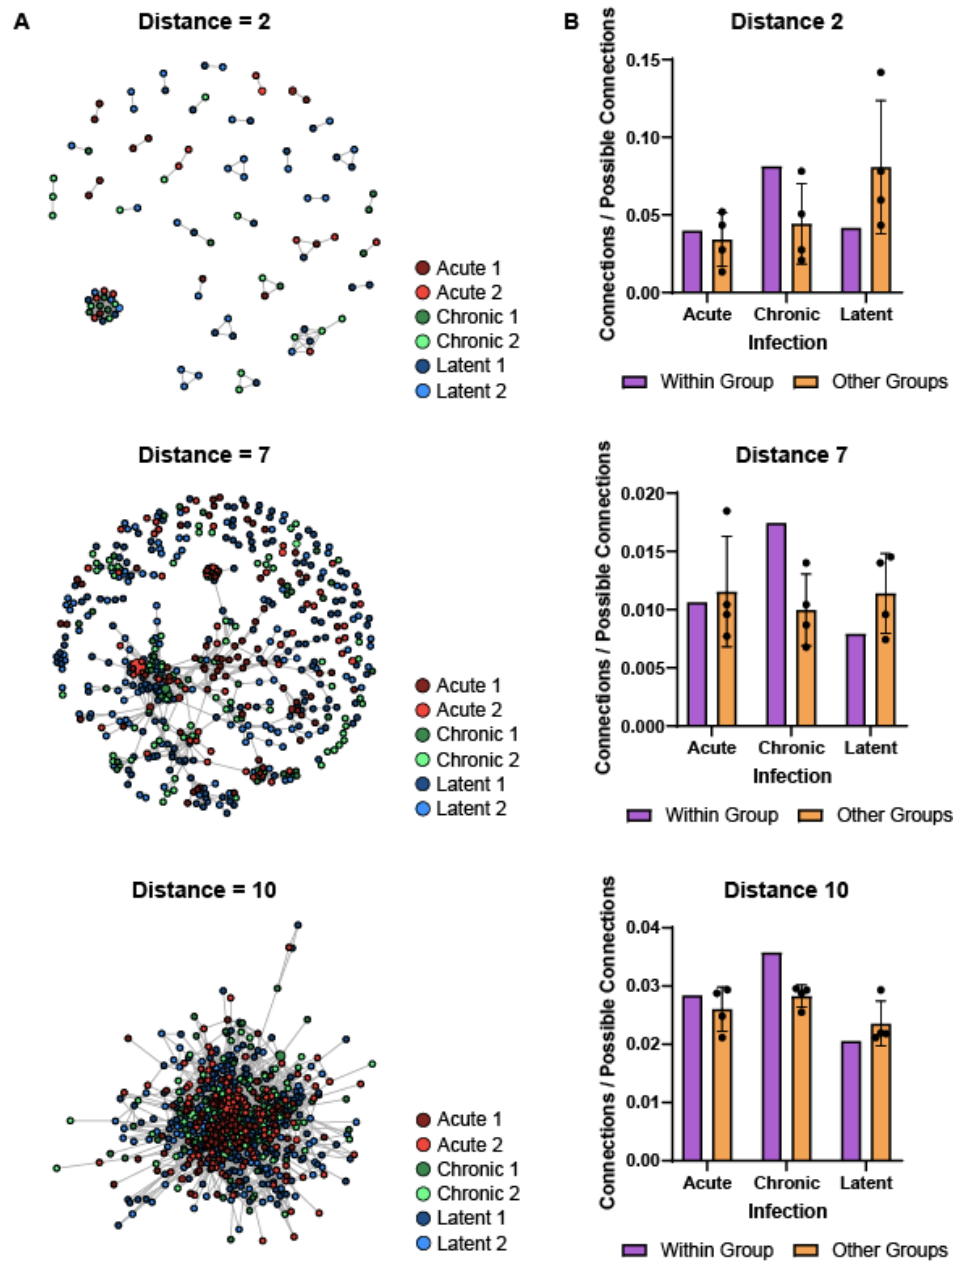 A
Distance = 2
Acute 1
Acute 2
Chronic 1
Chronic 2
Latent 1
Latent 2
B
Distance 2
Connections / Possible Connections
0.15
0.10
0.05
0.00
Acute Chronic Latent
Infection
Within Group Other Groups
Distance = 7
Acute 1
Acute 2
Chronic 1
Chronic 2
Latent 1
Latent 2
Distance 7
Connections / Possible Connections
0.020
0.015
0.010
0.005
0.000
Acute Chronic Latent
Infection
Within Group Other Groups
Distance = 10
Acute 1
Acute 2
Chronic 1
Chronic 2
Latent 1
Latent 2
Distance 10
Connections / Possible Connections
0.04
0.03
0.02
0.01
0.00
Acute Chronic Latent
Infection
Within Group Other Groups